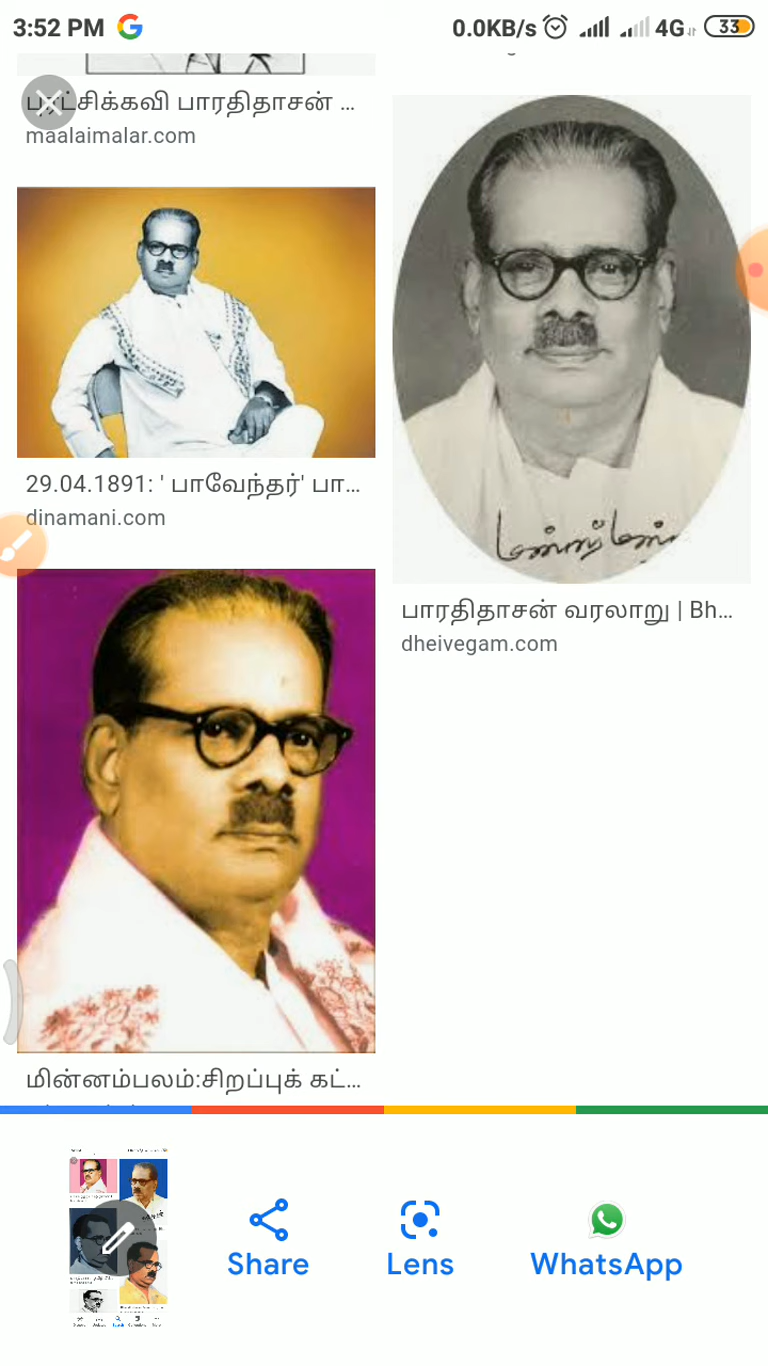 3:52 PM
0.0KB/s 4G 33
புரட்சிக்கவி பாரதிதாசன் ...
maalaimalar.com
29.04.1891: ' பாவேந்தர்' பா...
dinamani.com
மின்னம்பலம்:சிறப்புக் கட்...
பாரதிதாசன் வரலாறு | Bh...
dheivegam.com
Share
Lens
WhatsApp